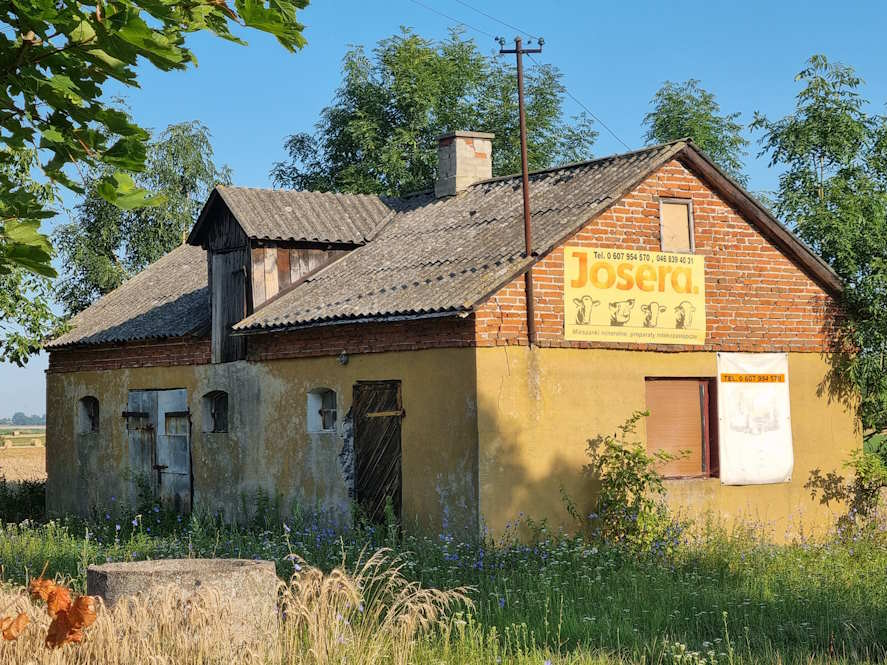 Tel. 0 607 954 570 , 046 839 40 31
Josera.
Mieszanki mineralne, preparaty mlekozastępcze
TEL. 0 607 954 570